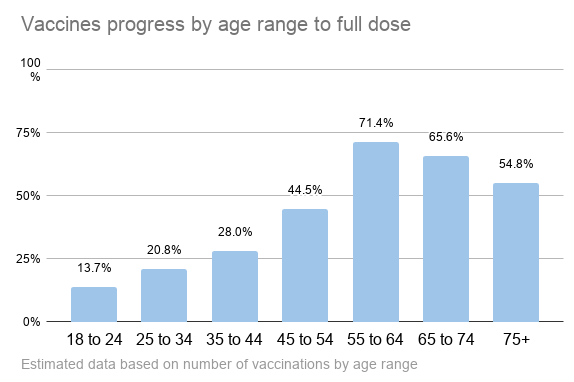 Vaccines progress by age range to full dose
100
%
75%
50%
25%
0%
13.7%
20.8%
28.0%
44.5%
71.4%
65.6%
54.8%
18 to 24
25 to 34
35 to 44
45 to 54
55 to 64
65 to 74
75+
Estimated data based on number of vaccinations by age range